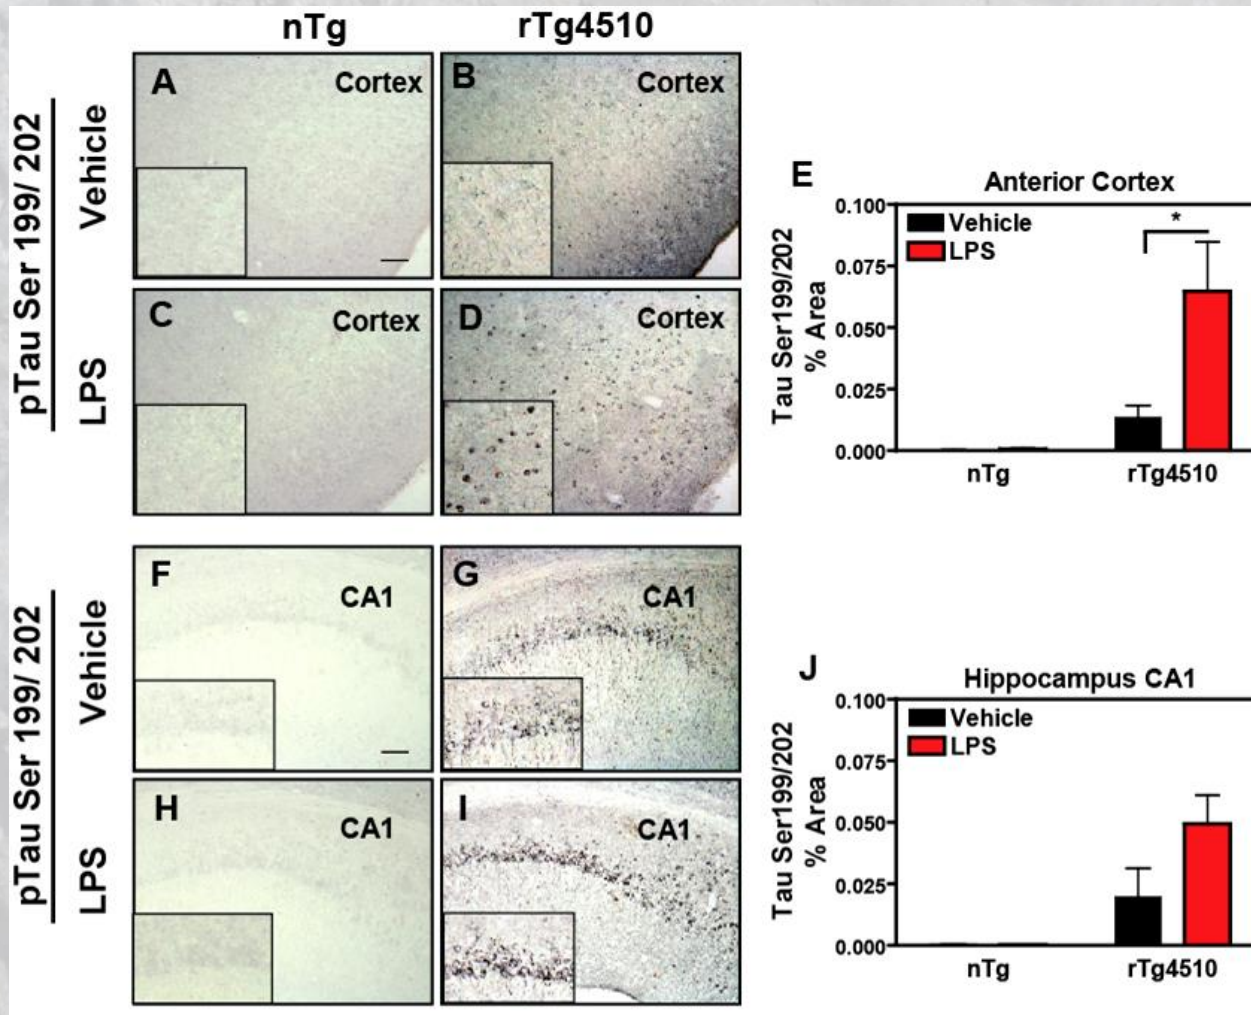 nTg
rTg4510
pTau Ser 199/ 202
Vehicle
LPS
A
Cortex
B
Cortex
C
Cortex
D
Cortex
E
Anterior Cortex
Tau Ser199/202
% Area
0.100
0.075
0.050
0.025
0.000
Vehicle
LPS
*
nTg
rTg4510
pTau Ser 199/ 202
Vehicle
LPS
F
CA1
G
CA1
H
CA1
I
CA1
J
Hippocampus CA1
Tau Ser199/202
% Area
0.100
0.075
0.050
0.025
0.000
Vehicle
LPS
nTg
rTg4510